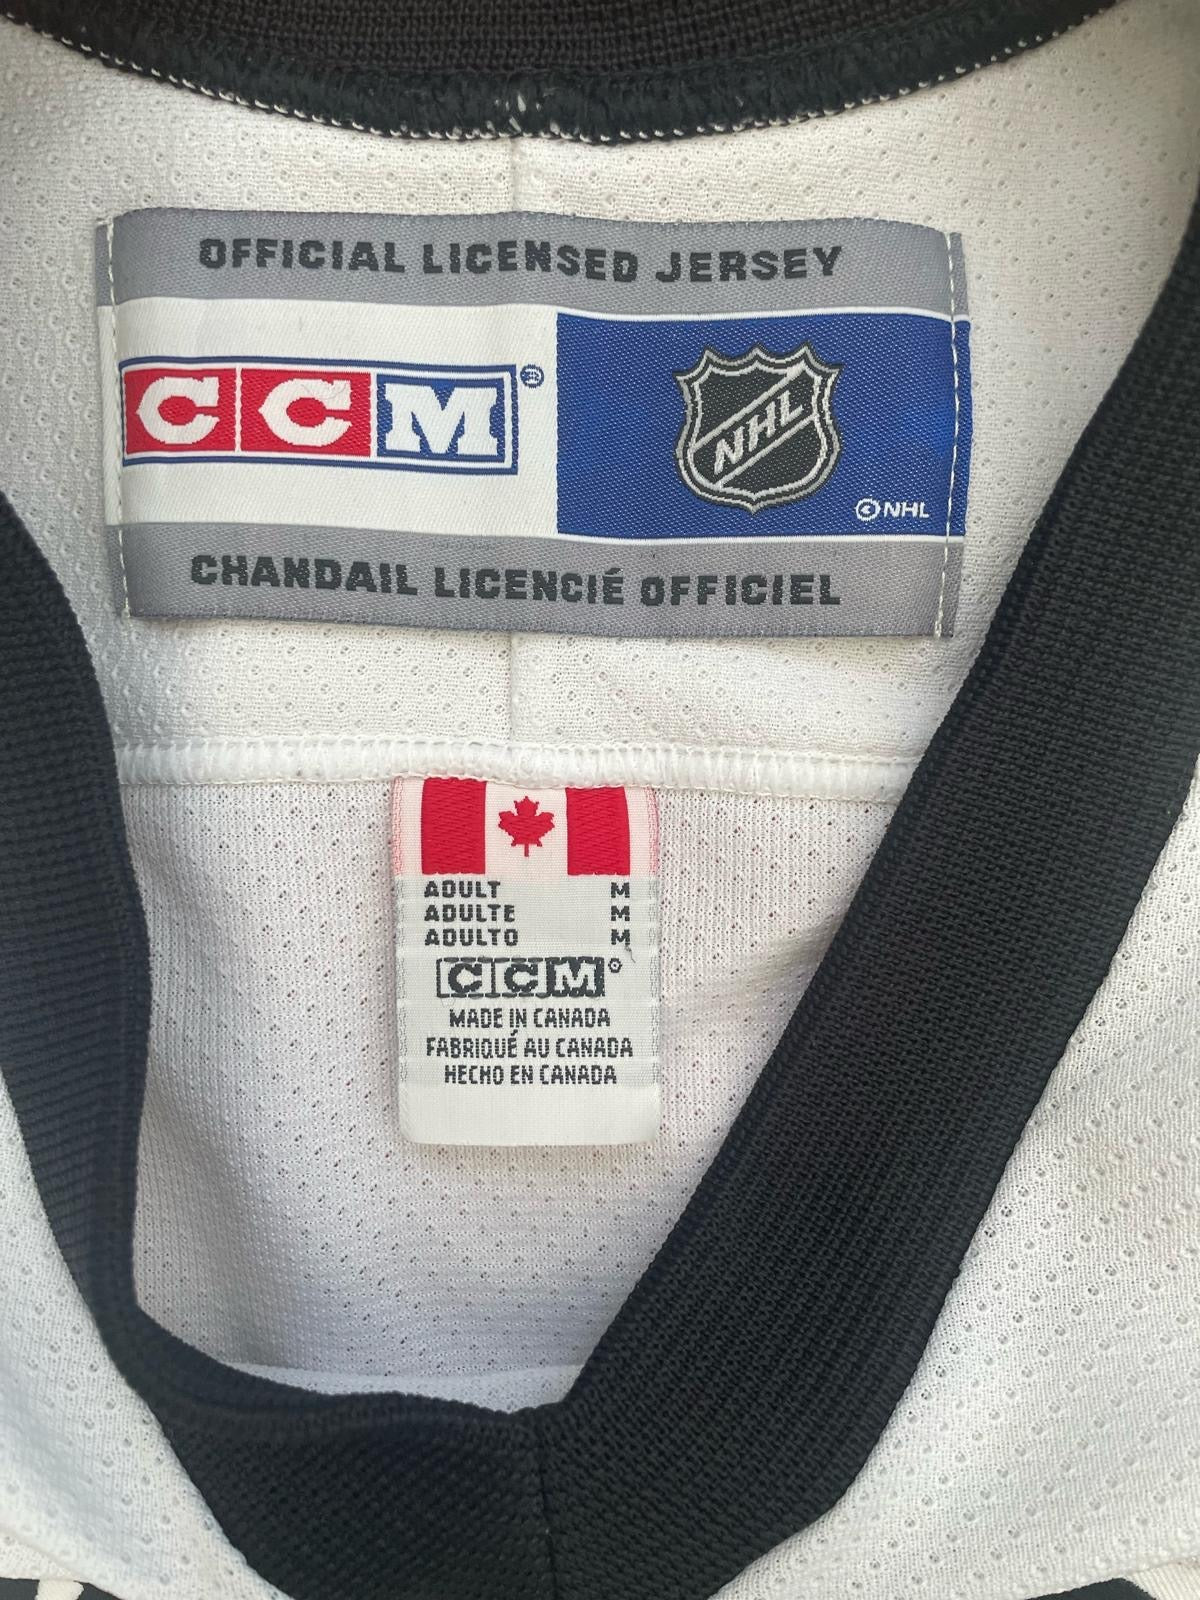 OFFICIAL LICENSED JERSEY
CCM®
NHL
©NHL
CHANDAIL LICENCIÉ OFFICIEL
ADULT M
ADULTE M
ADULTO M
CCM®
MADE IN CANADA
FABRIQUÉ AU CANADA
HECHO EN CANADA